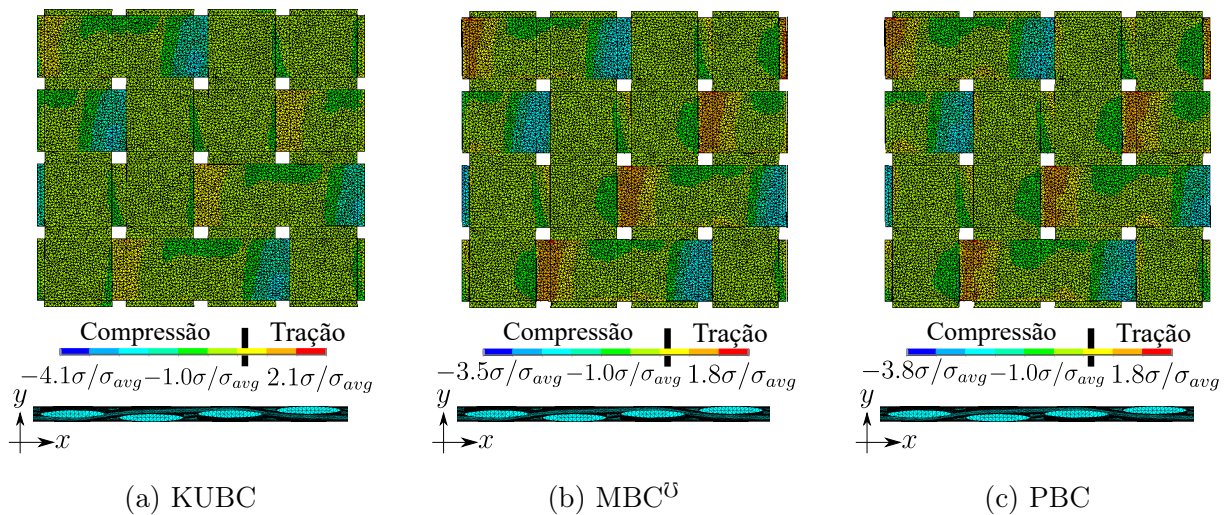 Compressão Tração
−4.1σ/σavg −1.0σ/σavg 2.1σ/σavg
y
x
(a) KUBC
Compressão Tração
−3.5σ/σavg −1.0σ/σavg 1.8σ/σavg
y
x
(b) MBC℧
Compressão Tração
−3.8σ/σavg −1.0σ/σavg 1.8σ/σavg
y
x
(c) PBC